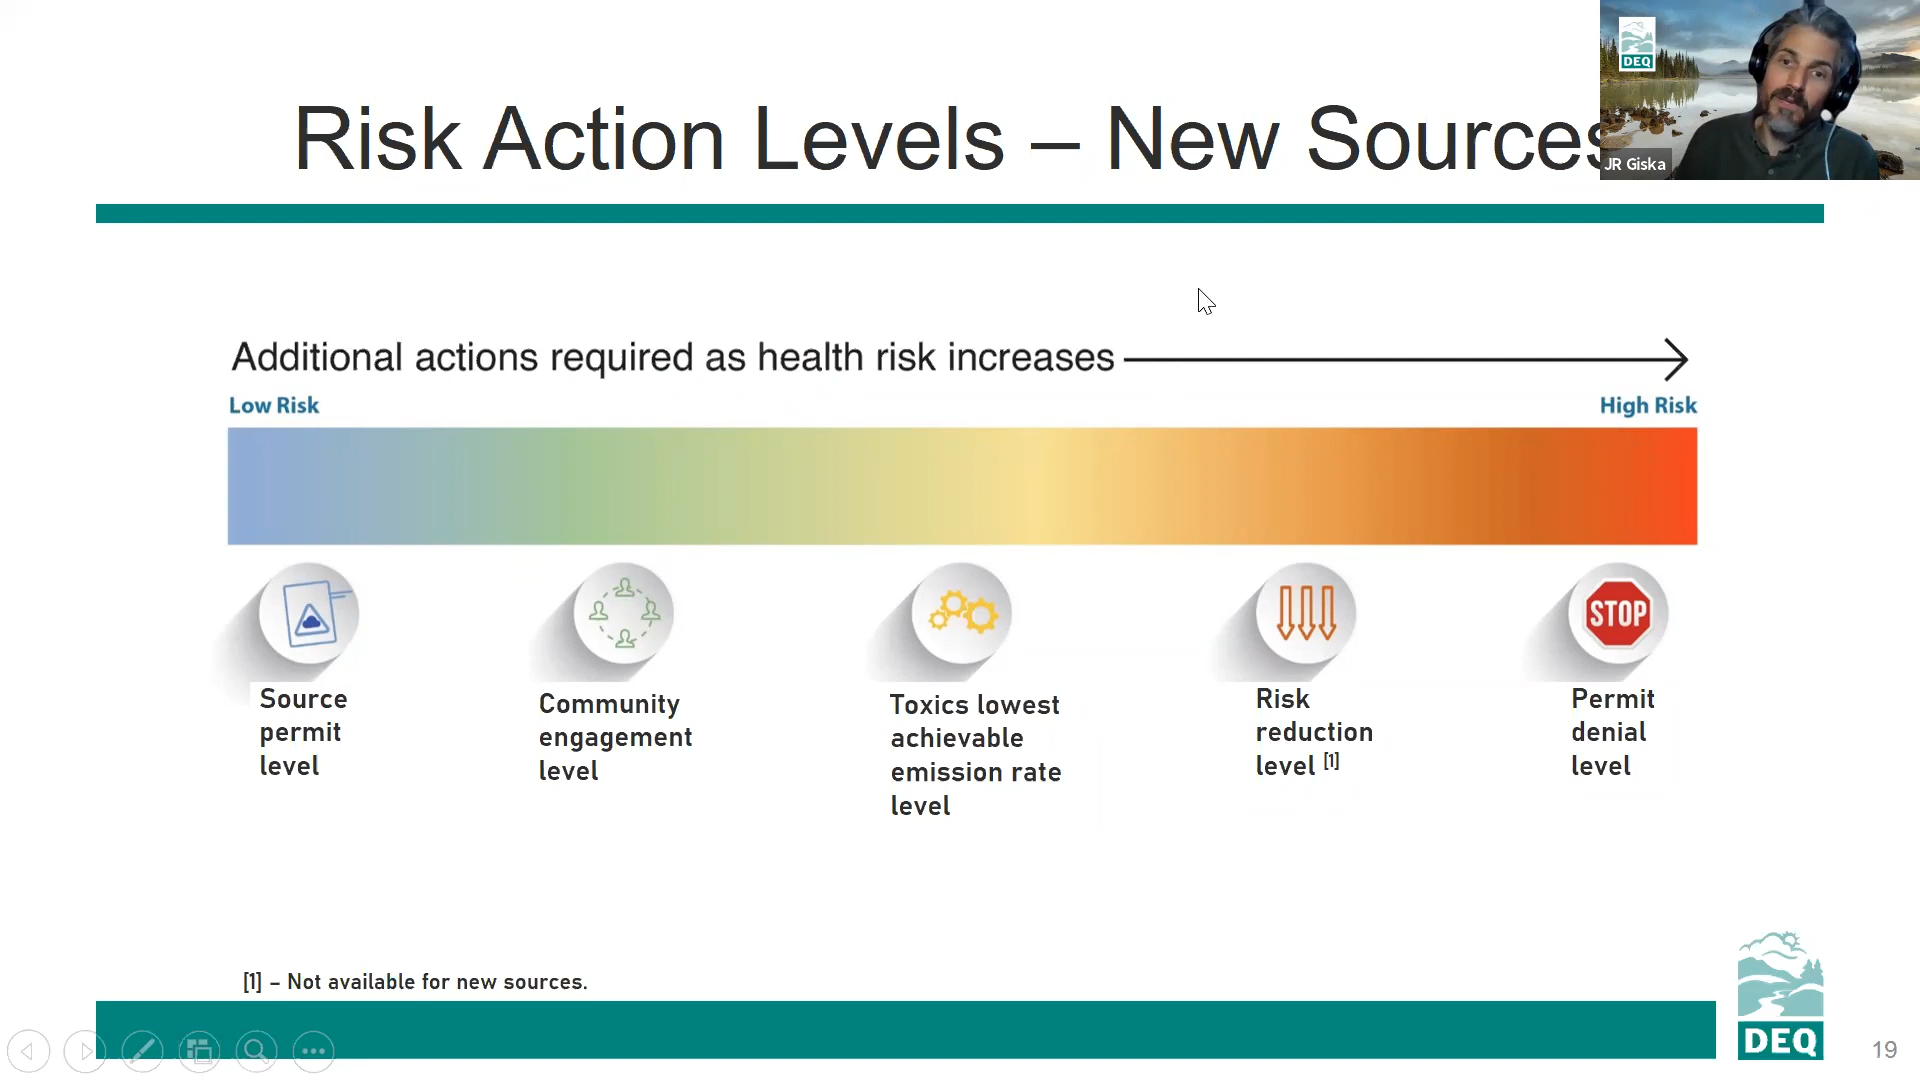 DEQ
JR Giska
Risk Action Levels – New Sources
Additional actions required as health risk increases
Low Risk
High Risk
STOP
Source
permit
level
Community
engagement
level
Toxics lowest
achievable
emission rate
level
Risk
reduction
level [1]
Permit
denial
level
[1] – Not available for new sources.
DEQ
19